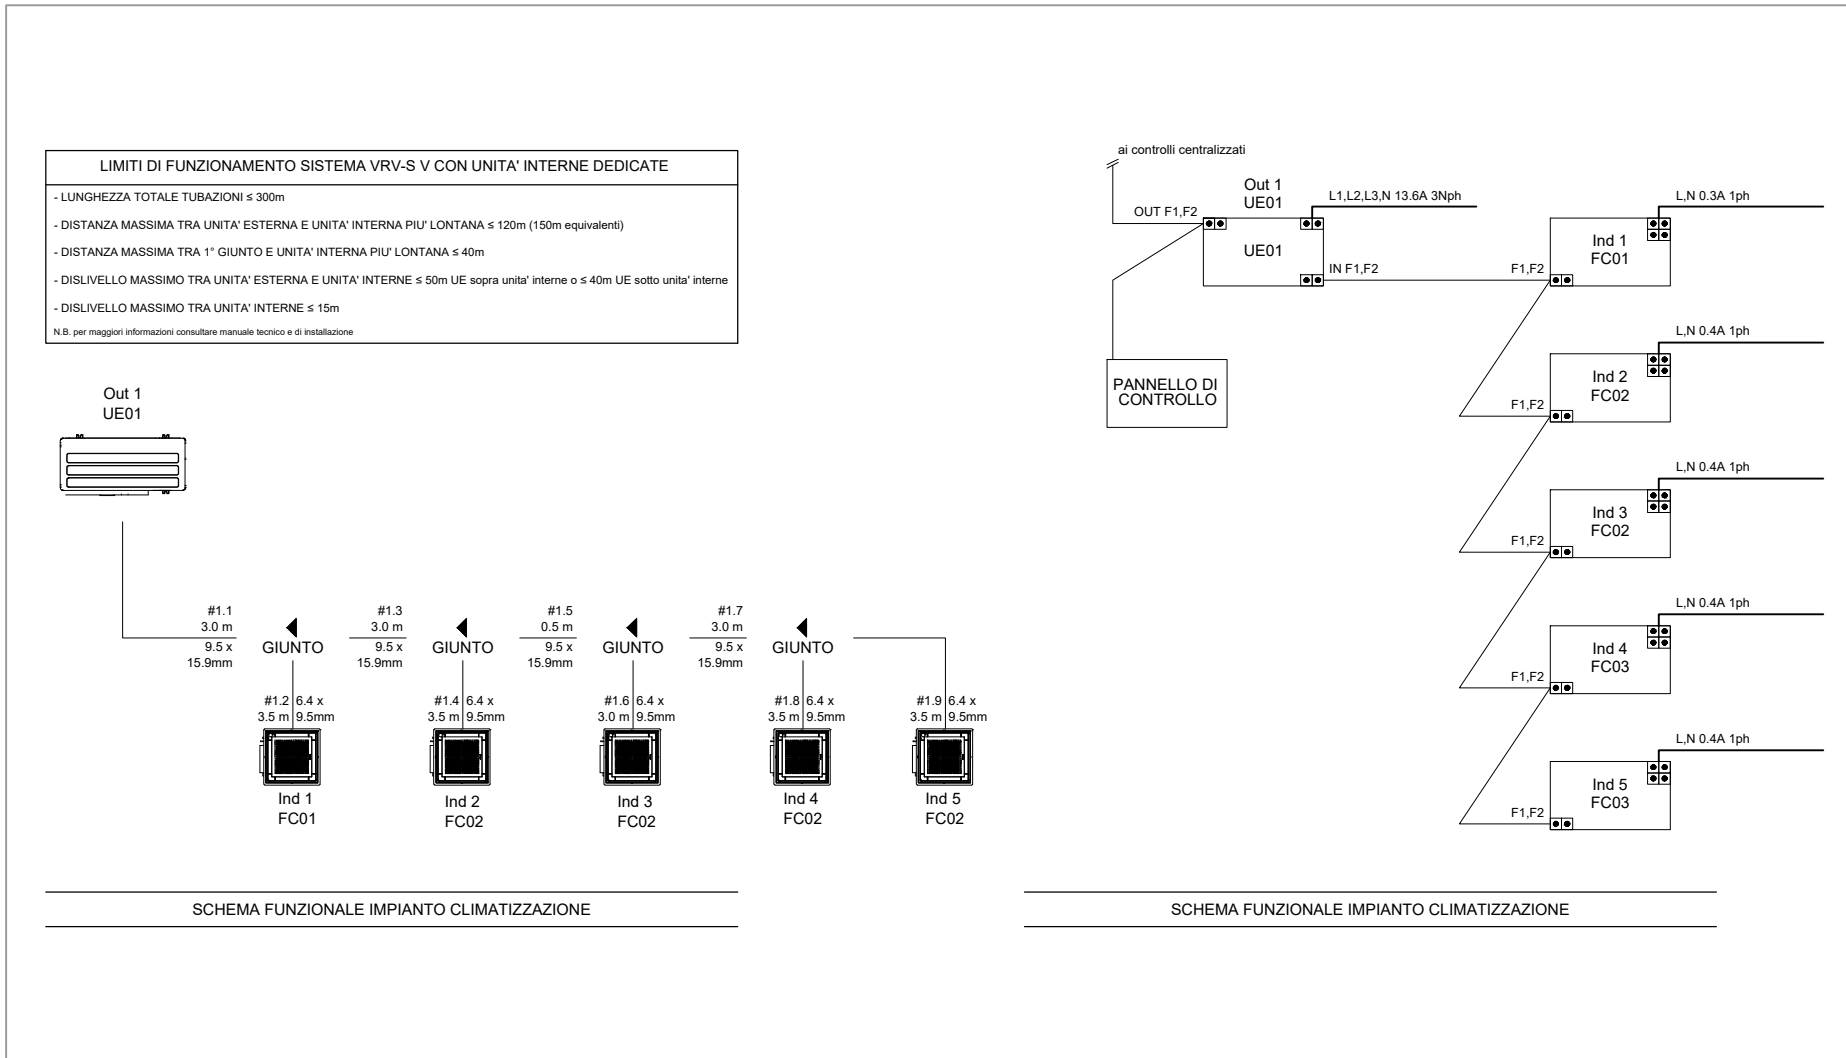 LIMITI DI FUNZIONAMENTO SISTEMA VRV-S V CON UNITA' INTERNE DEDICATE
- LUNGHEZZA TOTALE TUBAZIONI ≤ 300m
- DISTANZA MASSIMA TRA UNITA' ESTERNA E UNITA' INTERNA PIU' LONTANA ≤ 120m (150m equivalenti)
- DISTANZA MASSIMA TRA 1° GIUNTO E UNITA' INTERNA PIU' LONTANA ≤ 40m
- DISLIVELLO MASSIMO TRA UNITA' ESTERNA E UNITA' INTERNE ≤ 50m UE sopra unita' interne o ≤ 40m UE sotto unita' interne
- DISLIVELLO MASSIMO TRA UNITA' INTERNE ≤ 15m
N.B. per maggiori informazioni consultare manuale tecnico e di installazione
Out 1
UE01
#1.1
3.0 m
9.5 x
15.9mm
GIUNTO
#1.3
3.0 m
9.5 x
15.9mm
GIUNTO
#1.5
0.5 m
9.5 x
15.9mm
GIUNTO
#1.7
3.0 m
9.5 x
15.9mm
GIUNTO
#1.2 6.4 x
3.5 m 9.5mm
#1.4 6.4 x
3.5 m 9.5mm
#1.6 6.4 x
3.0 m 9.5mm
#1.8 6.4 x
3.5 m 9.5mm
#1.9 6.4 x
3.5 m 9.5mm
Ind 1
FC01
Ind 2
FC02
Ind 3
FC02
Ind 4
FC02
Ind 5
FC02
SCHEMA FUNZIONALE IMPIANTO CLIMATIZZAZIONE
ai controlli centralizzati
Out 1
UE01
OUT F1,F2
L1,L2,L3,N 13.6A 3Nph
UE01
IN F1,F2
PANNELLO DI
CONTROLLO
L,N 0.3A 1ph
Ind 1
FC01
F1,F2
L,N 0.4A 1ph
Ind 2
FC02
F1,F2
L,N 0.4A 1ph
Ind 3
FC02
F1,F2
L,N 0.4A 1ph
Ind 4
FC03
F1,F2
L,N 0.4A 1ph
Ind 5
FC03
F1,F2
SCHEMA FUNZIONALE IMPIANTO CLIMATIZZAZIONE